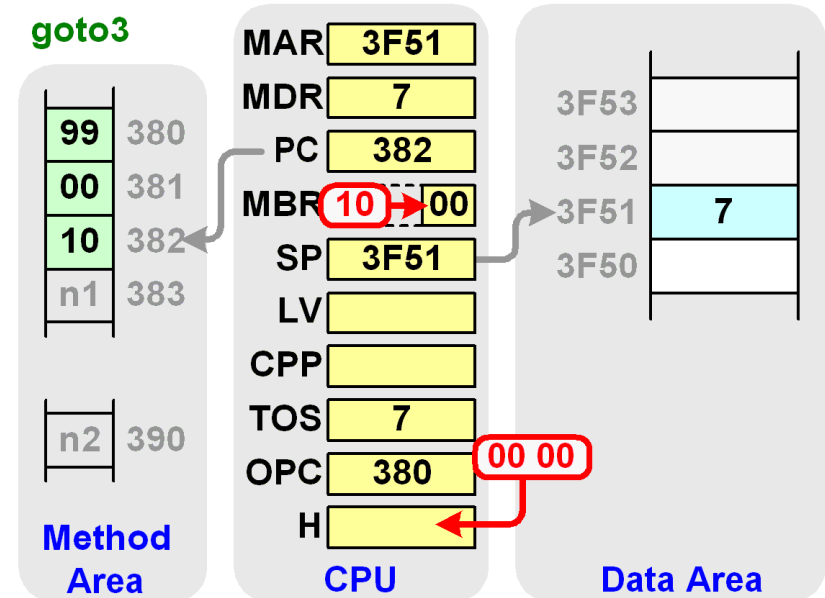 goto3
99 380
00 381
10 382
n1 383
n2 390
Method
Area
MAR 3F51
MDR 7
PC 382
MBR 10 00
SP 3F51
LV
CPP
TOS 7
OPC 380
00 00
H
CPU
3F53
3F52
3F51 7
3F50
Data Area